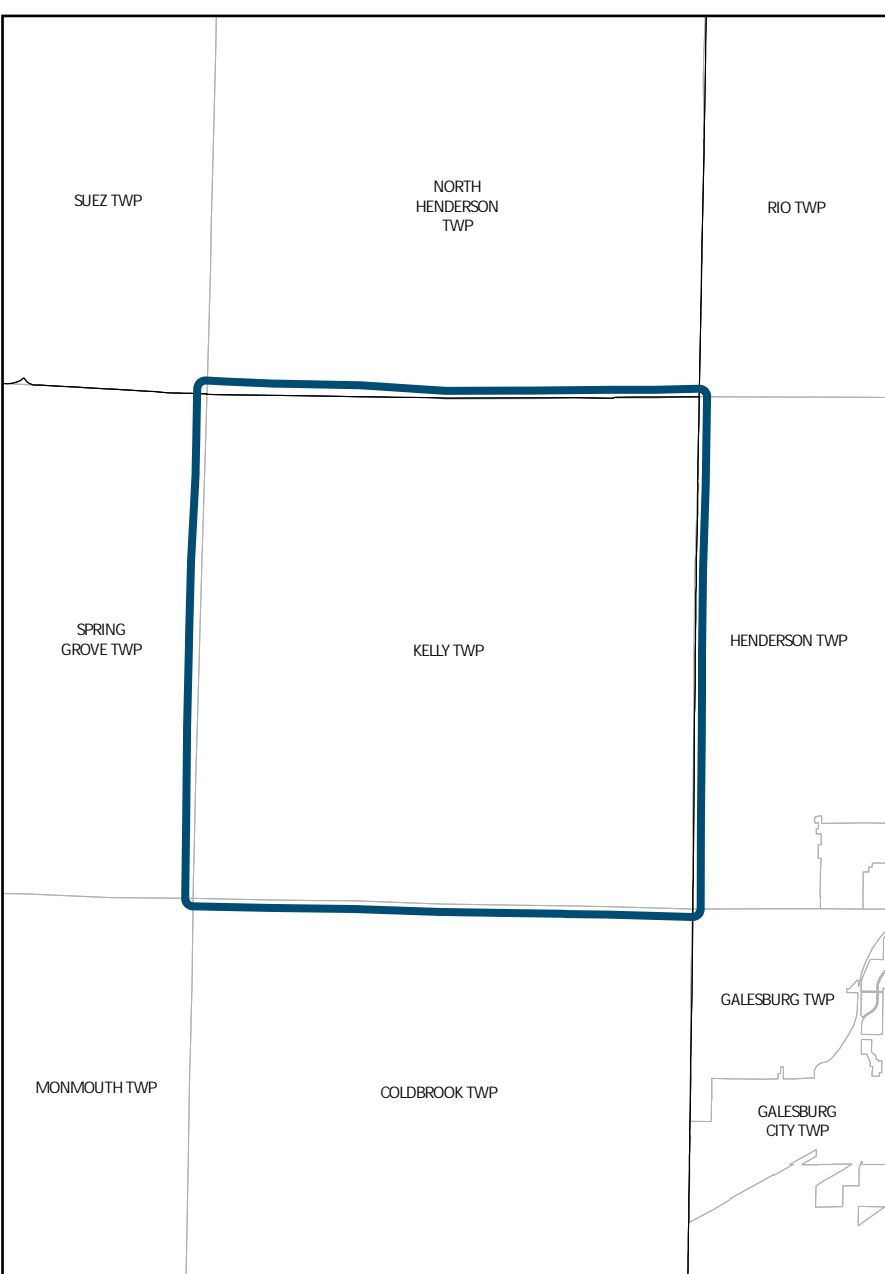 SUEZ TWP
NORTH
HENDERSON
TWP
RIO TWP
SPRING
GROVE TWP
KELLY TWP
HENDERSON TWP
GALESBURG TWP
MONMOUTH TWP
COLDBROOK TWP
GALESBURG
CITY TWP